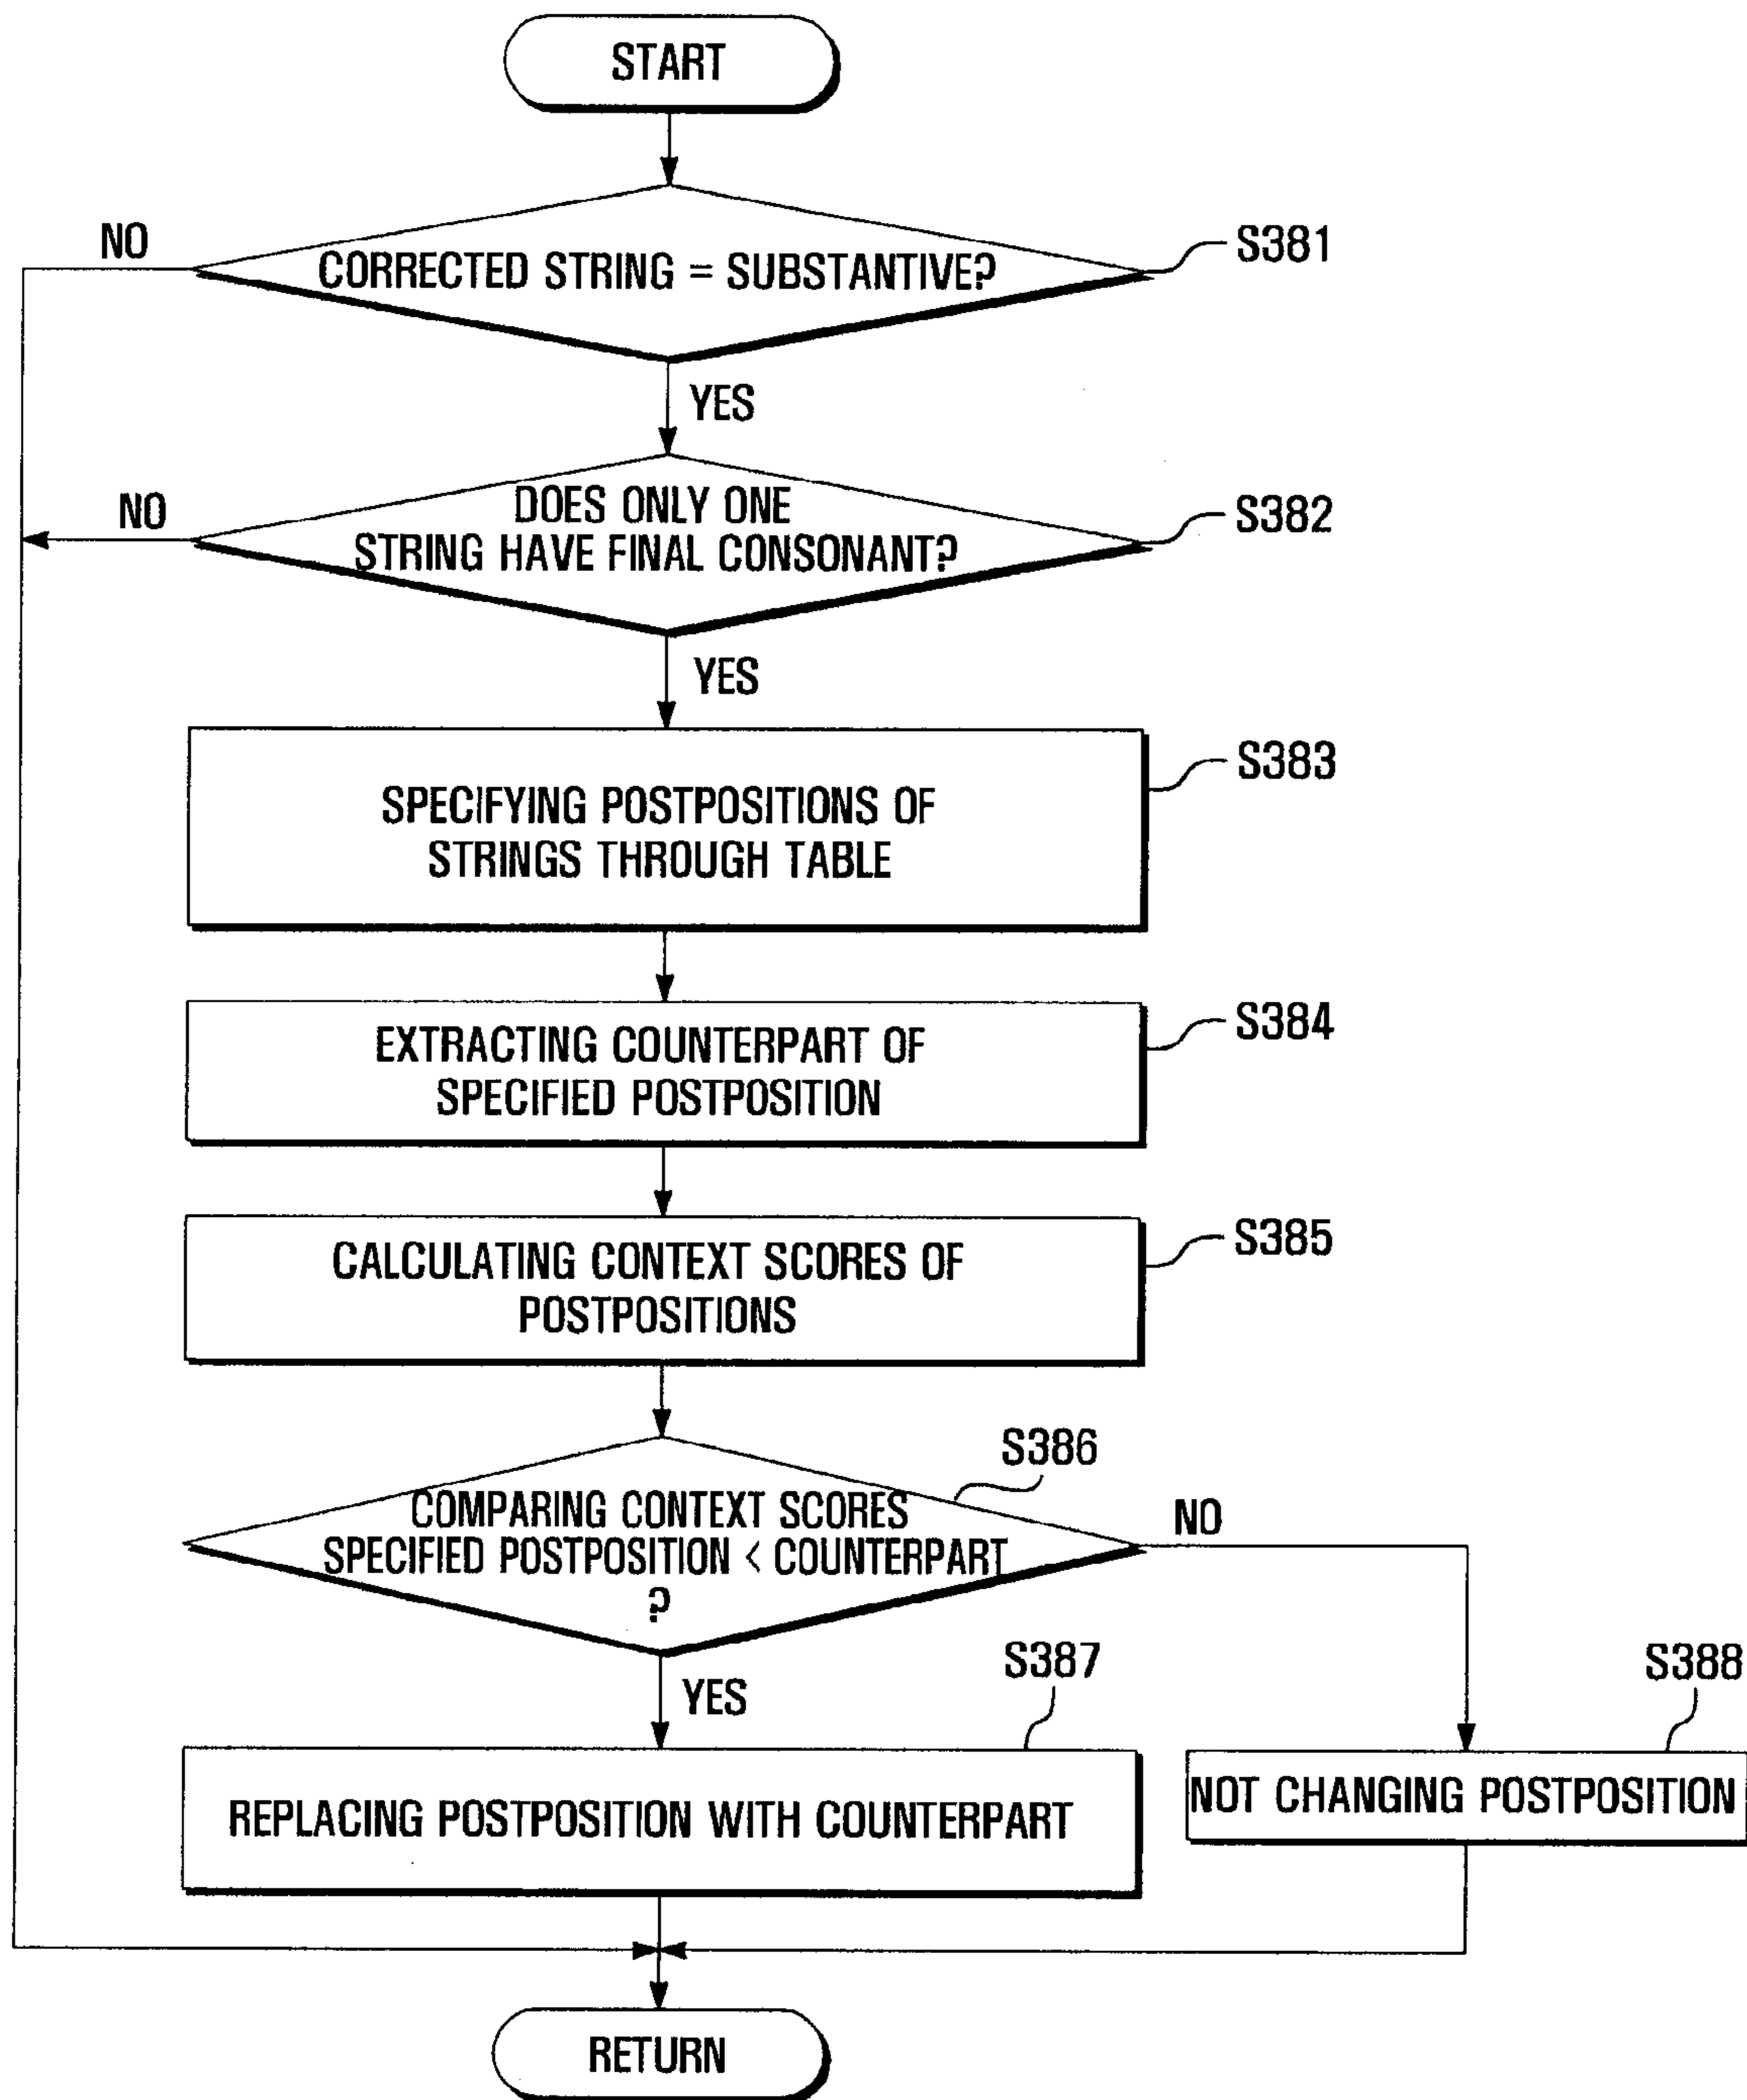 START
NO
CORRECTED STRING = SUBSTANTIVE?
S381
YES
NO
DOES ONLY ONE
STRING HAVE FINAL CONSONANT?
S382
YES
SPECIFYING POSTPOSITIONS OF
STRINGS THROUGH TABLE
S383
EXTRACTING COUNTERPART OF
SPECIFIED POSTPOSITION
S384
CALCULATING CONTEXT SCORES OF
POSTPOSITIONS
S385
S386
COMPARING CONTEXT SCORES
SPECIFIED POSTPOSITION < COUNTERPART
?
NO
YES
S387
S388
REPLACING POSTPOSITION WITH COUNTERPART
NOT CHANGING POSTPOSITION
RETURN